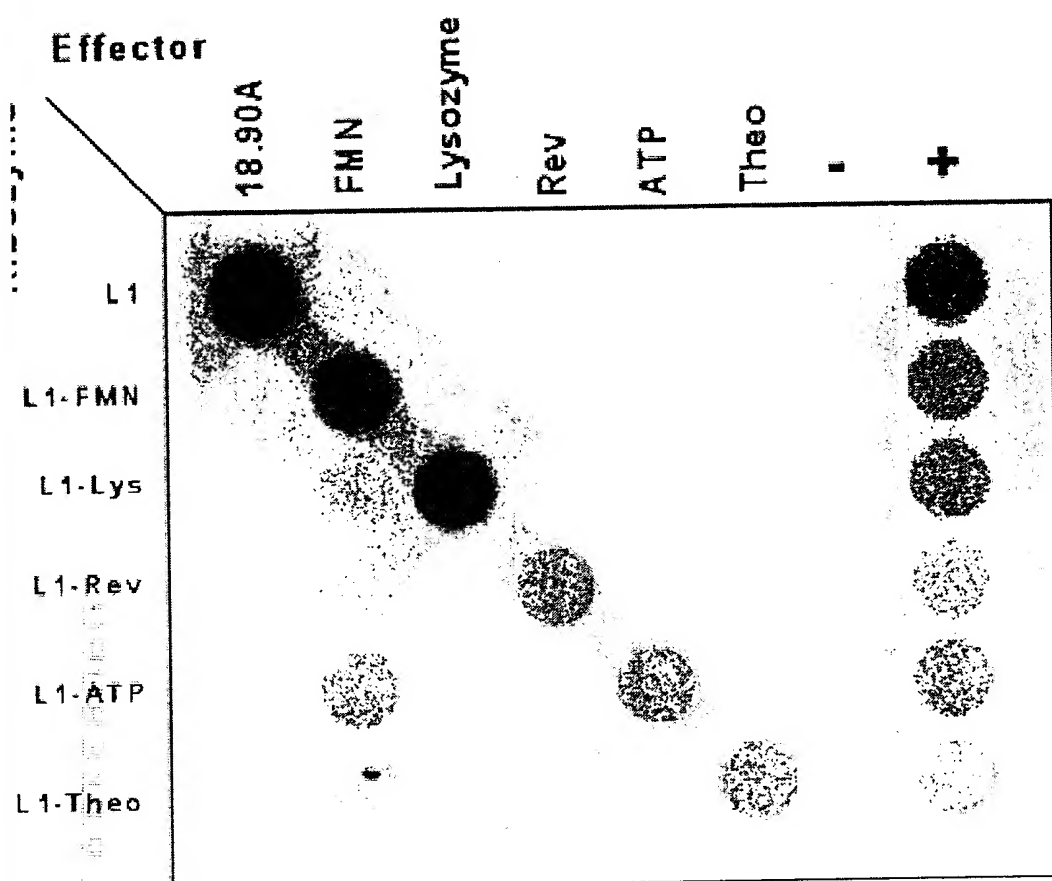 Effector
18.90A
FMN
Lysozyme
Rev
ATP
Theo
-
+
L1
L1-FMN
L1-Lys
L1-Rev
L1-ATP
L1-Theo